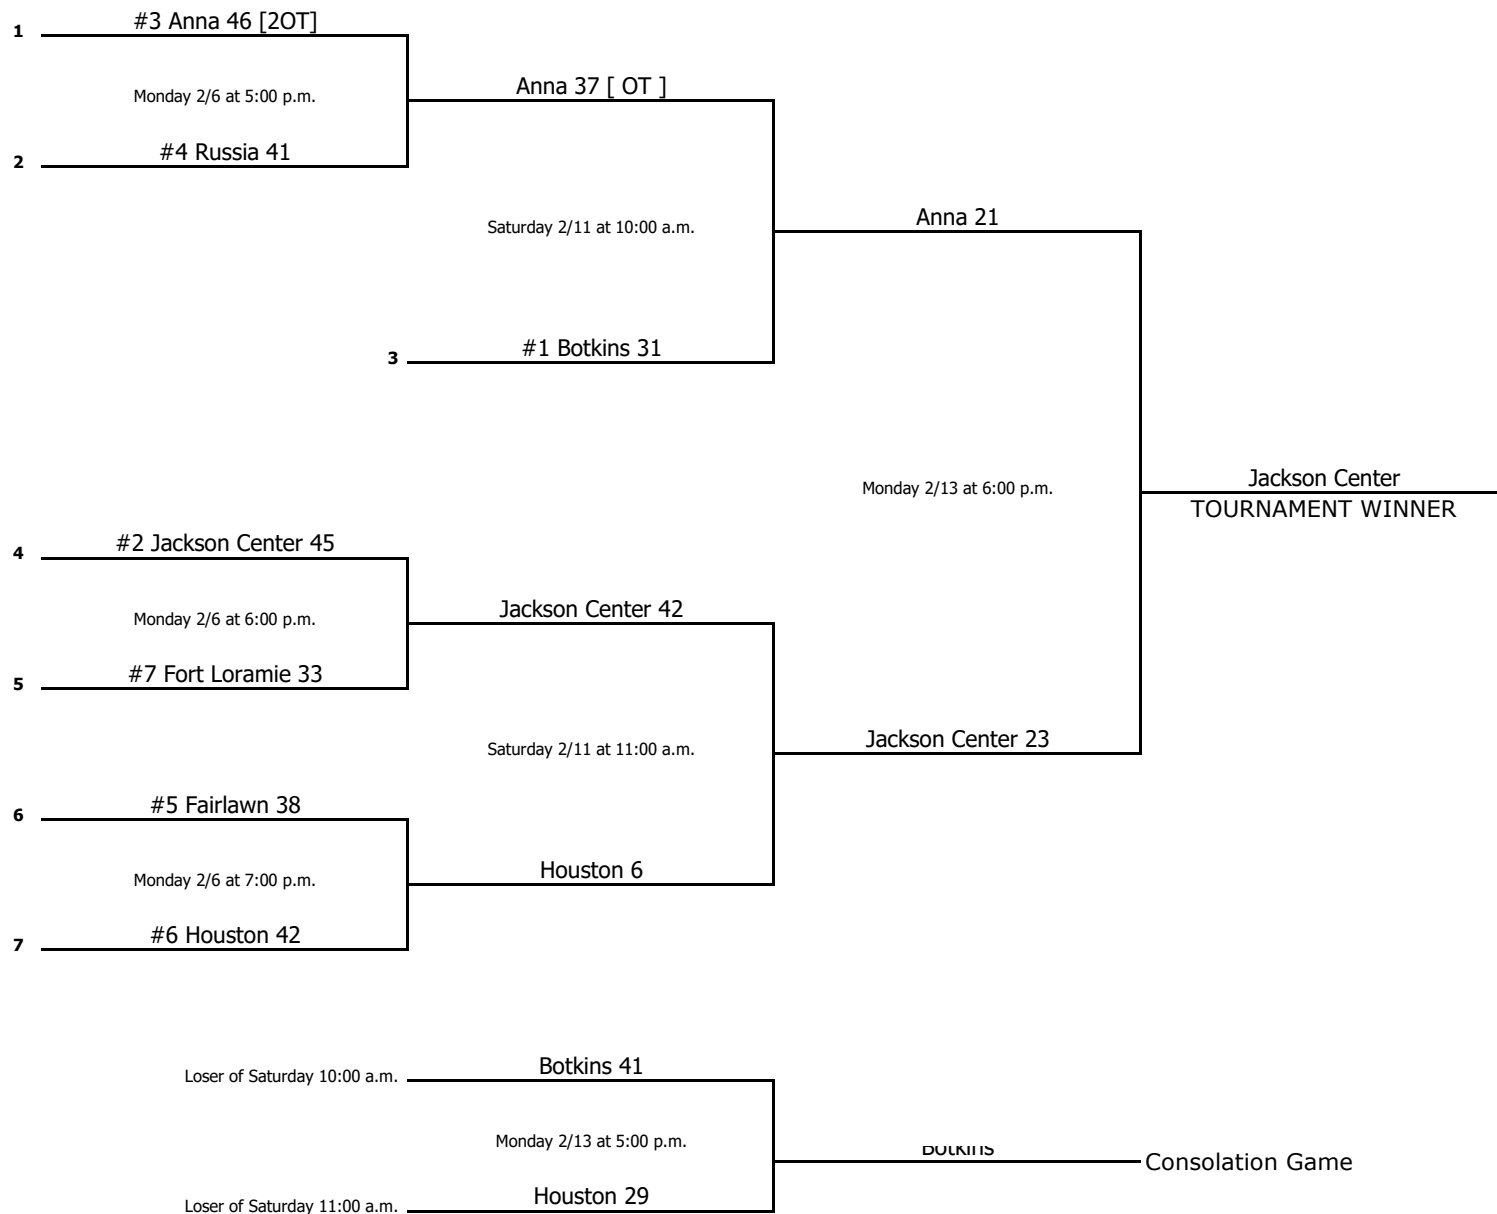 #3 Anna 46 [2OT]
1
Monday 2/6 at 5:00 p.m.
Anna 37 [ OT ]
#4 Russia 41
2
Saturday 2/11 at 10:00 a.m.
Anna 21
#1 Botkins 31
3
Monday 2/13 at 6:00 p.m.
Jackson Center
TOURNAMENT WINNER
#2 Jackson Center 45
4
Monday 2/6 at 6:00 p.m.
Jackson Center 42
#7 Fort Loramie 33
5
Saturday 2/11 at 11:00 a.m.
Jackson Center 23
#5 Fairlawn 38
6
Monday 2/6 at 7:00 p.m.
Houston 6
#6 Houston 42
7
Botkins 41
Loser of Saturday 10:00 a.m.
Monday 2/13 at 5:00 p.m.
Botkins
Consolation Game
Houston 29
Loser of Saturday 11:00 a.m.